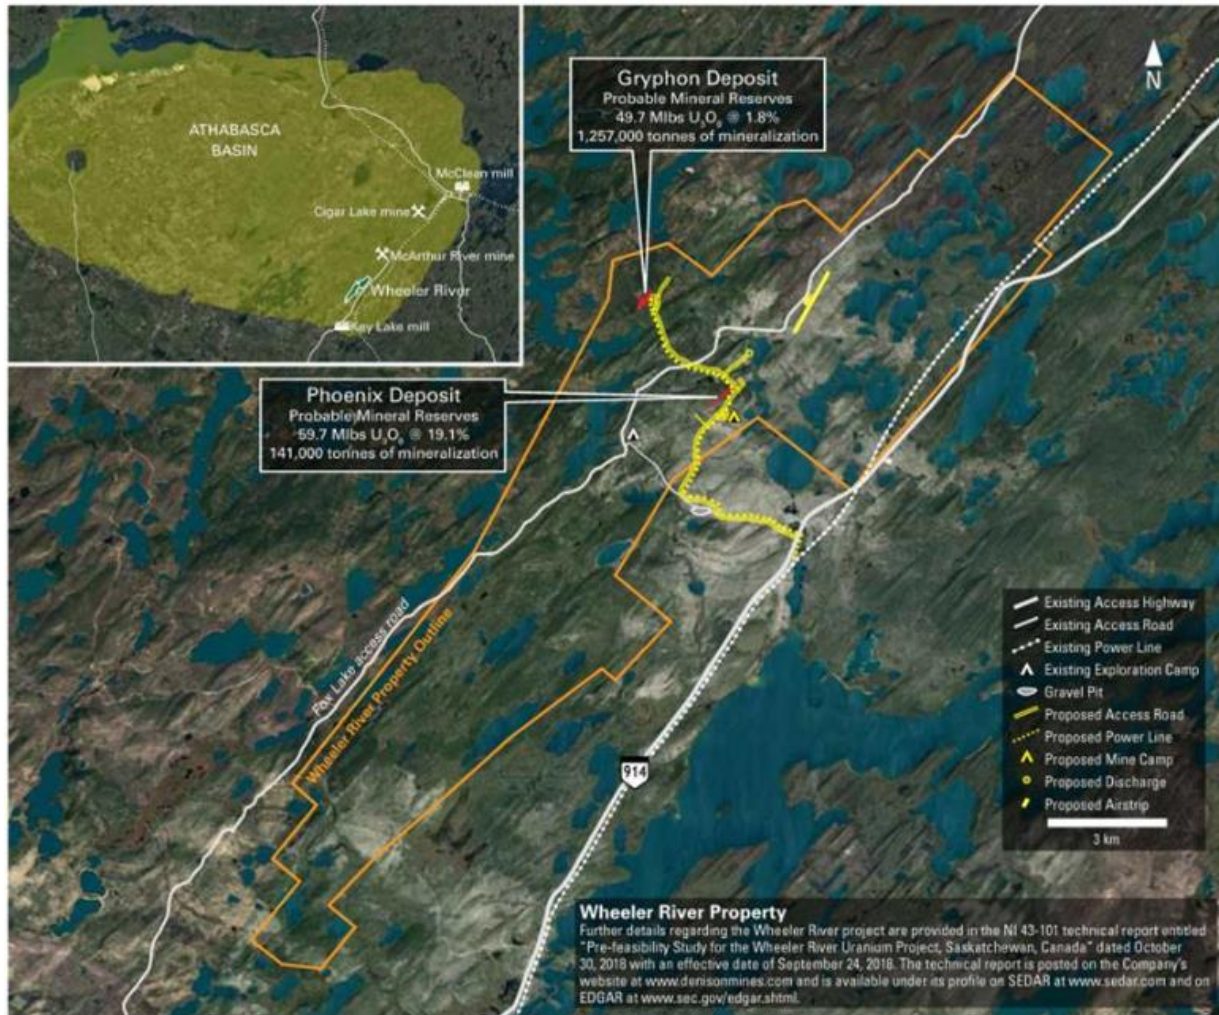 ATHABASCA
BASIN
McClean mill
Cigar Lake mine
McArthur River mine
Wheeler River
Key Lake mill
Gryphon Deposit
Probable Mineral Reserves
49.7 Mlbs U₃O₈ @ 1.8%
1,257,000 tonnes of mineralization
N
Phoenix Deposit
Probable Mineral Reserves
59.7 Mlbs U₃O₈ @ 19.1%
141,000 tonnes of mineralization
Fox Lake access road
Wheeler River Property Outline
914
Existing Access Highway
Existing Access Road
Existing Power Line
Existing Exploration Camp
Gravel Pit
Proposed Access Road
Proposed Power Line
Proposed Mine Camp
Proposed Discharge
Proposed Airstrip
3 km
Wheeler River Property
Further details regarding the Wheeler River project are provided in the NI 43-101 technical report entitled
"Pre-feasibility Study for the Wheeler River Uranium Project, Saskatchewan, Canada" dated October
30, 2018 with an effective date of September 24, 2018. The technical report is posted on the Company's
website at www.denisonmines.com and is available under its profile on SEDAR at www.sedar.com and on
EDGAR at www.sec.gov/edgar.shtml.